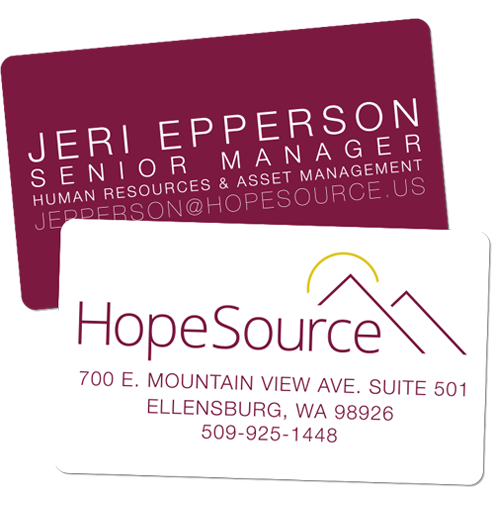 JERI EPPERSON
SENIOR MANAGER
HUMAN RESOURCES & ASSET MANAGEMENT
JEPPERSON@HOPESOURCE.US
HopeSource
700 E. MOUNTAIN VIEW AVE. SUITE 501
ELLENSBURG, WA 98926
509-925-1448